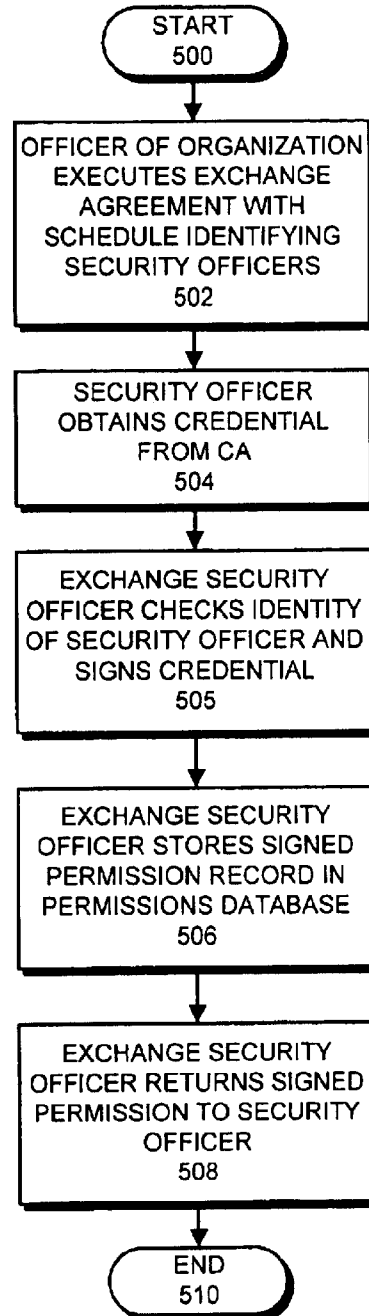 START
500
OFFICER OF ORGANIZATION
EXECUTES EXCHANGE
AGREEMENT WITH
SCHEDULE IDENTIFYING
SECURITY OFFICERS
502
SECURITY OFFICER
OBTAINS CREDENTIAL
FROM CA
504
EXCHANGE SECURITY
OFFICER CHECKS IDENTITY
OF SECURITY OFFICER AND
SIGNS CREDENTIAL
505
EXCHANGE SECURITY
OFFICER STORES SIGNED
PERMISSION RECORD IN
PERMISSIONS DATABASE
506
EXCHANGE SECURITY
OFFICER RETURNS SIGNED
PERMISSION TO SECURITY
OFFICER
508
END
510